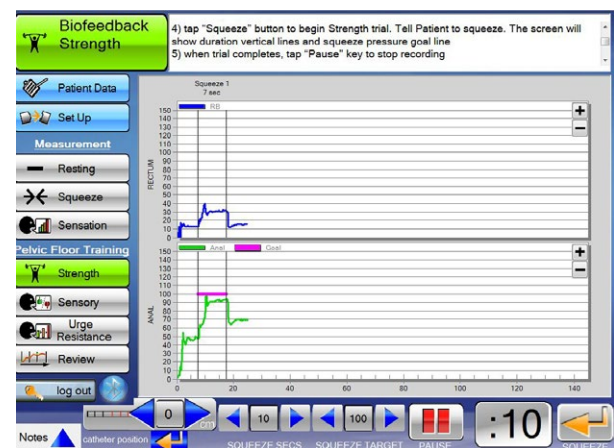 Biofeedback
Strength
4) tap "Squeeze" button to begin Strength trial. Tell Patient to squeeze. The screen will
show duration vertical lines and squeeze pressure goal line
5) when trial completes, tap "Pause" key to stop recording
Patient Data
Set Up
Measurement
Resting
Squeeze
Sensation
Pelvic Floor Training
Strength
Sensory
Urge
Resistance
Review
log out
Notes
Squeeze 1
7 sec
RB
RECTUM
150
140
130
120
110
100
90
80
70
60
50
40
30
20
10
0
+
−
Anal
Goal
ANAL
150
140
130
120
110
100
90
80
70
60
50
40
30
20
10
0
+
−
0 20 40 60 80 100 120 140
0
cm
catheter position
10
SQUEEZE SECS
100
SQUEEZE TARGET
PAUSE
:10
SQUEEZE